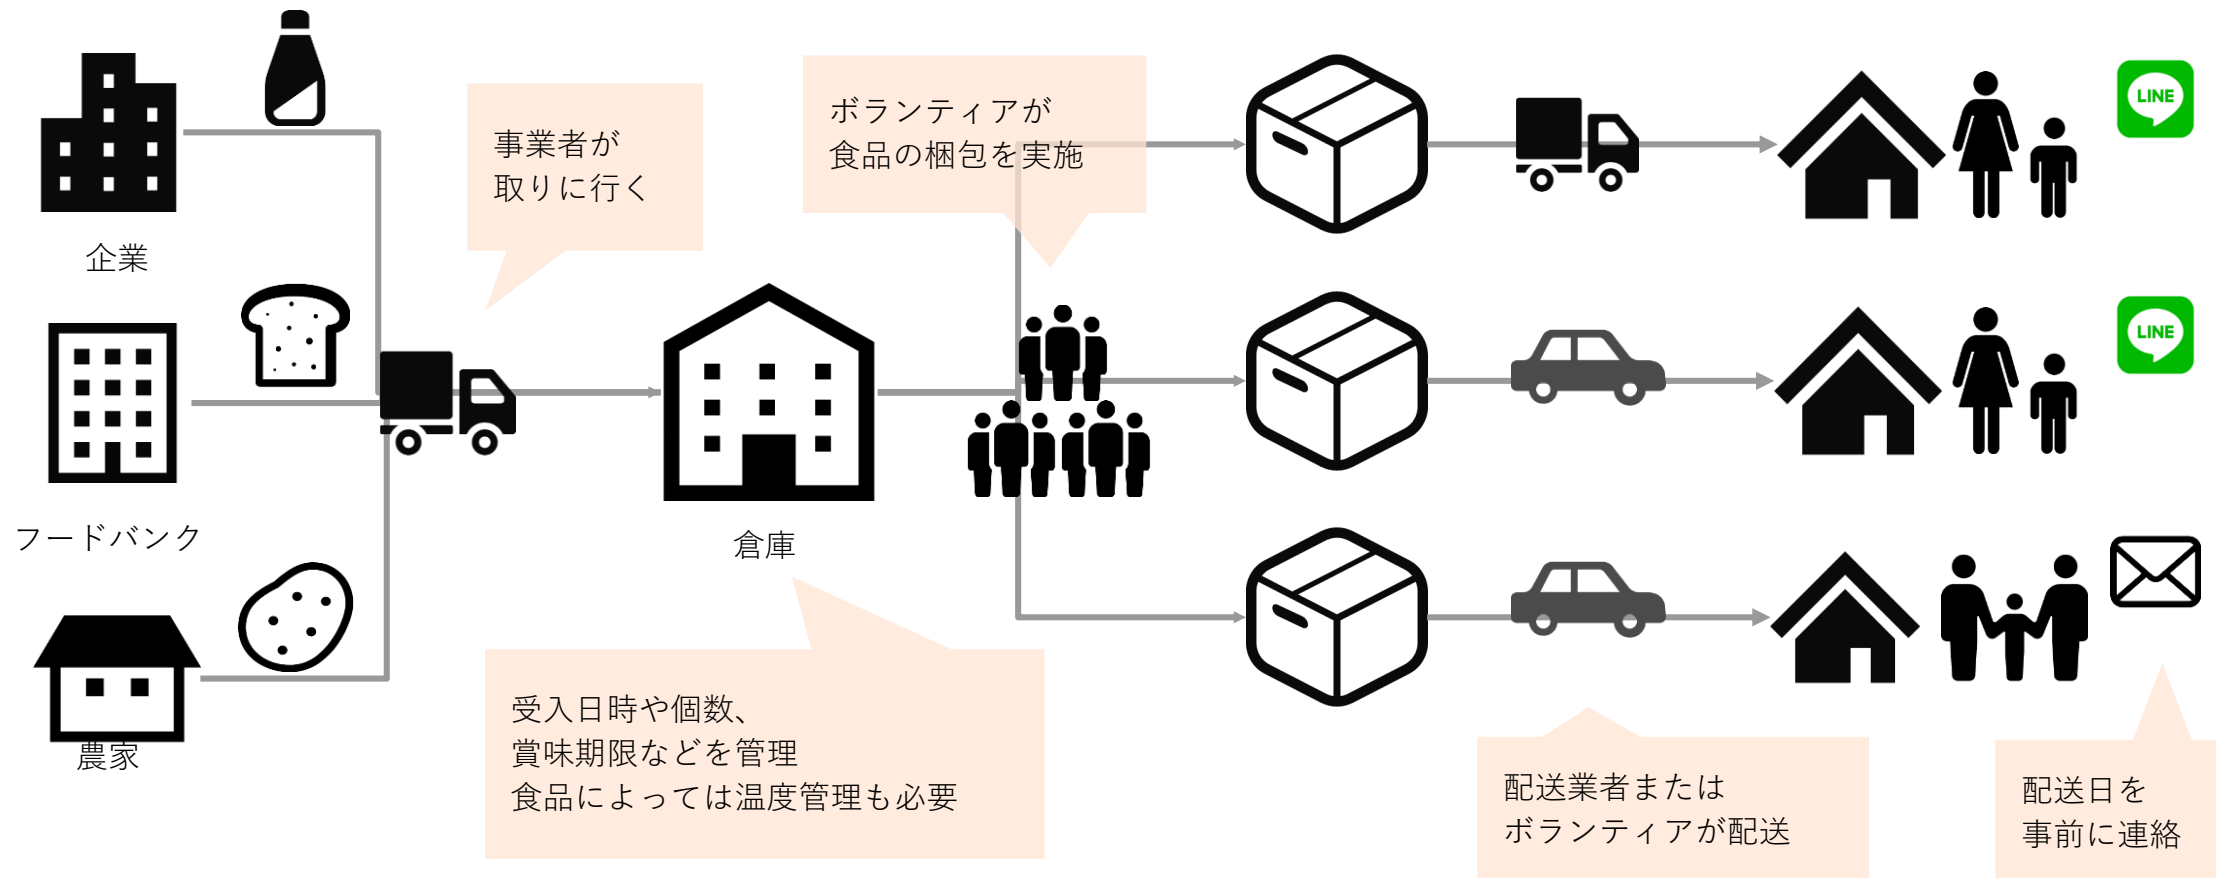 事業者が
取りに行く
ボランティアが
食品の梱包を実施
LINE
企業
LINE
フードバンク
倉庫
農家
受入日時や個数、
賞味期限などを管理
食品によっては温度管理も必要
配送業者または
ボランティアが配送
配送日を
事前に連絡